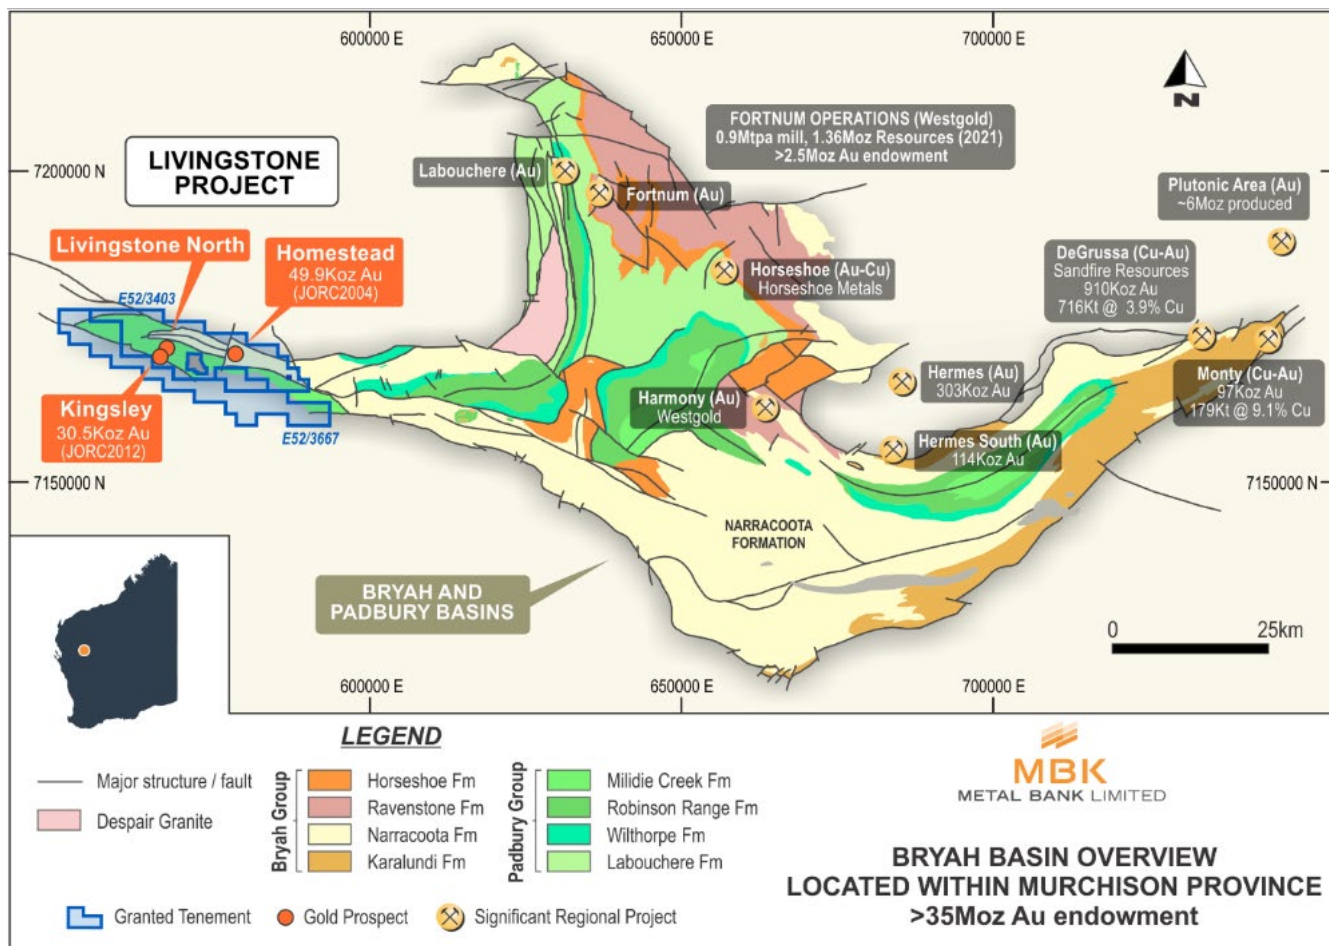 600000 E
650000 E
700000 E
N
FORTNUM OPERATIONS (Westgold)
0.9Mtpa mill, 1.36Moz Resources (2021)
>2.5Moz Au endowment
LIVINGSTONE
PROJECT
7200000 N
Labouchere (Au)
Fortnum (Au)
Plutonic Area (Au)
~6Moz produced
Livingstone North
Homestead
49.9Koz Au
(JORC2004)
Horseshoe (Au-Cu)
Horseshoe Metals
DeGrussa (Cu-Au)
Sandfire Resources
910Koz Au
716Kt @ 3.9% Cu
E52/3403
Kingsley
30.5Koz Au
(JORC2012)
E52/3667
Harmony (Au)
Westgold
Hermes (Au)
303Koz Au
Monty (Cu-Au)
97Koz Au
179Kt @ 9.1% Cu
Hermes South (Au)
114Koz Au
7150000 N
7150000 N
NARRACOOTA
FORMATION
BRYAH AND
PADBURY BASINS
0 25km
600000 E
650000 E
700000 E
LEGEND
Major structure / fault
Despair Granite
Bryah Group
Horseshoe Fm
Ravenstone Fm
Narracoota Fm
Karalundi Fm
Padbury Group
Milidie Creek Fm
Robinson Range Fm
Wilthorpe Fm
Labouchere Fm
Granted Tenement
Gold Prospect
Significant Regional Project
MBK
METAL BANK LIMITED
BRYAH BASIN OVERVIEW
LOCATED WITHIN MURCHISON PROVINCE
>35Moz Au endowment